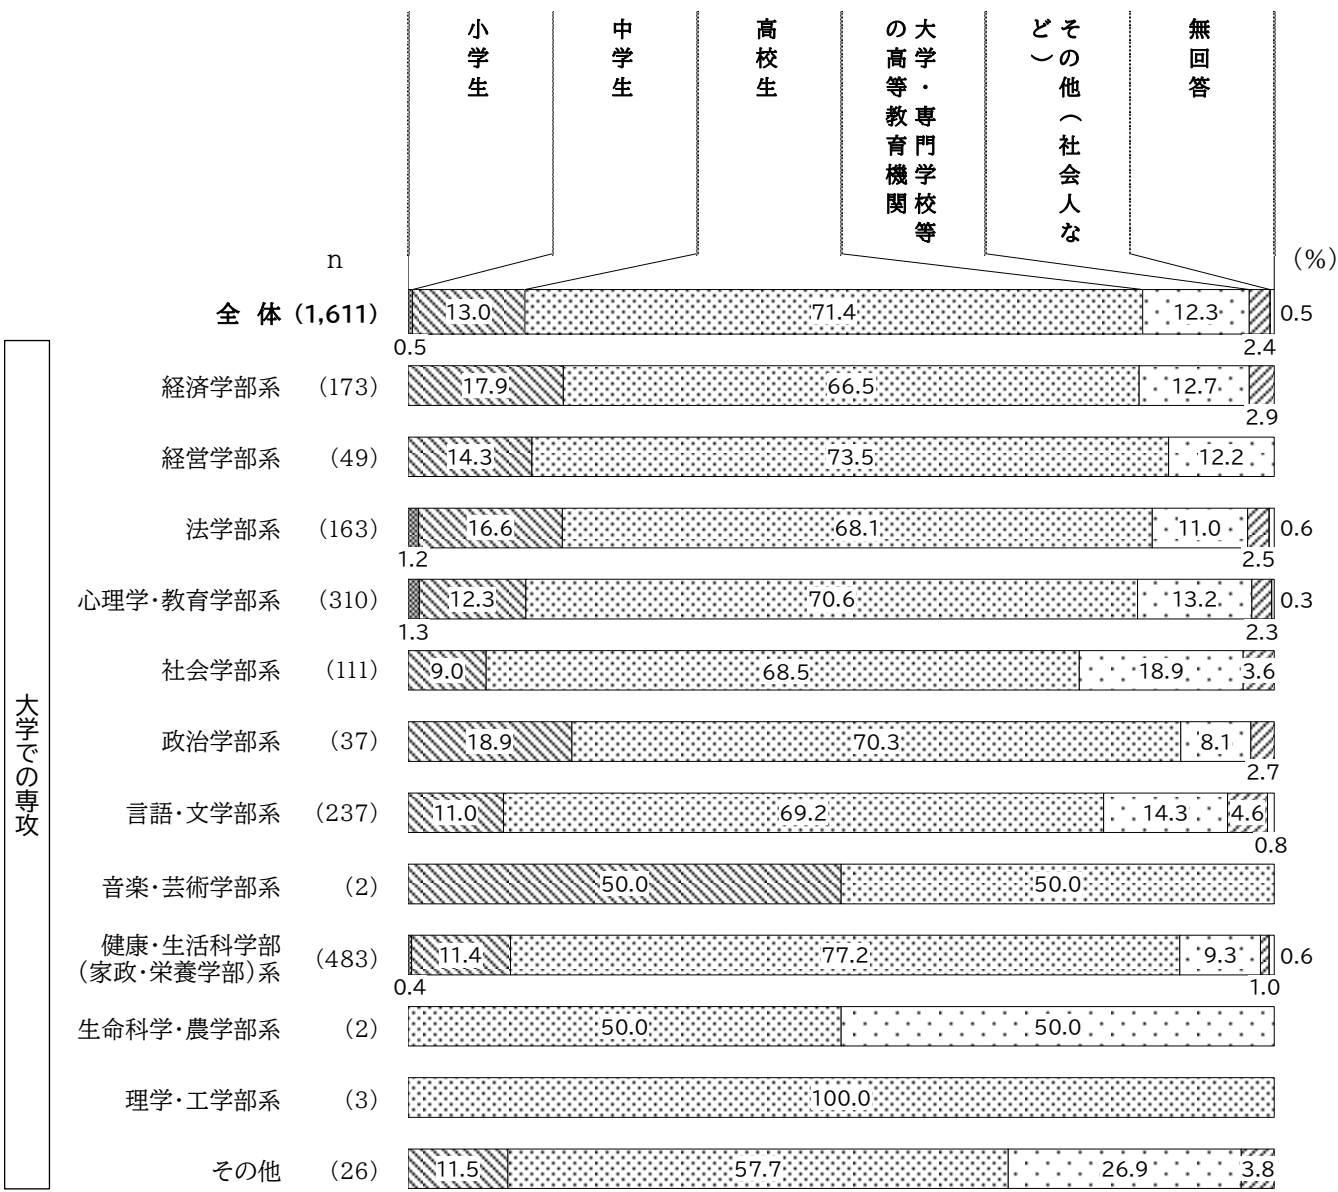 小学生
中学生
高校生
大学・専門学校等
の高等教育機関
その他（社会人な
ど）
無回答
n
(%)
全 体 (1,611)
0.5
13.0
71.4
12.3
2.4
0.5
大学での専攻
経済学部系 (173)
17.9
66.5
12.7
2.9
経営学部系 (49)
14.3
73.5
12.2
法学部系 (163)
1.2
16.6
68.1
11.0
2.5
0.6
心理学・教育学部系 (310)
1.3
12.3
70.6
13.2
2.3
0.3
社会学部系 (111)
9.0
68.5
18.9
3.6
政治学部系 (37)
18.9
70.3
8.1
2.7
言語・文学部系 (237)
11.0
69.2
14.3
4.6
0.8
音楽・芸術学部系 (2)
50.0
50.0
健康・生活科学部
（家政・栄養学部）系 (483)
0.4
11.4
77.2
9.3
1.0
0.6
生命科学・農学部系 (2)
50.0
50.0
理学・工学部系 (3)
100.0
その他 (26)
11.5
57.7
26.9
3.8